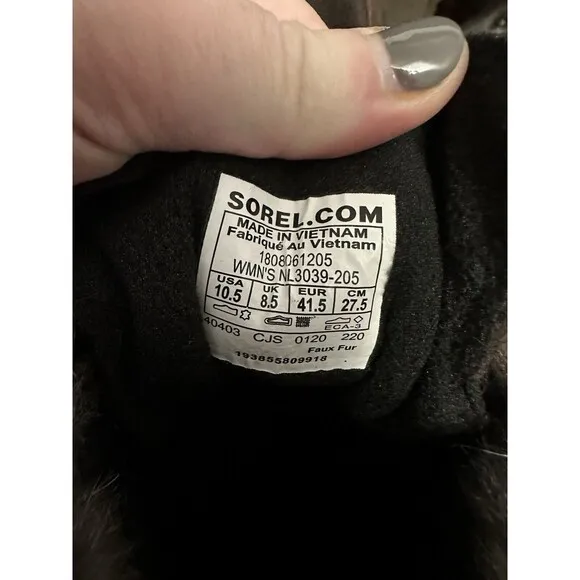 SOREL.COM
MADE IN VIETNAM
Fabriqué Au Vietnam
1808061205
WMN'S NL3039-205
USA UK EUR CM
10.5 8.5 41.5 27.5
ECA-3
40403 CJS 0120 220
Faux Fur
193855809918